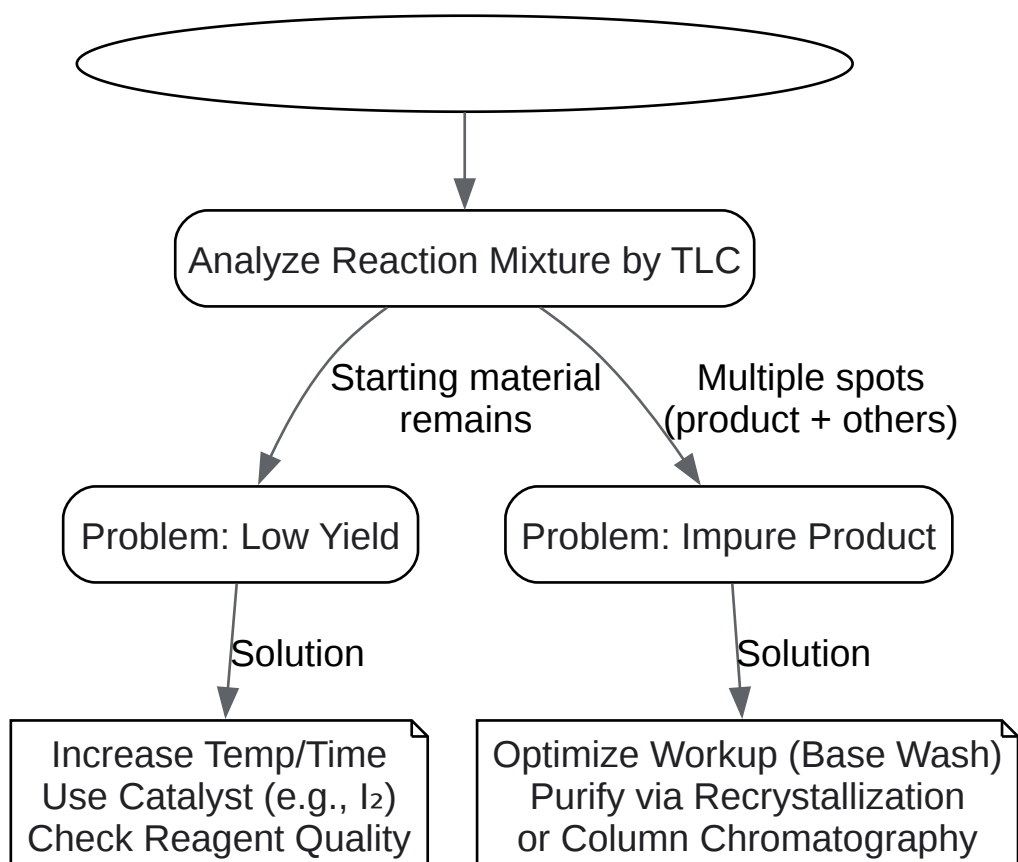 Analyze Reaction Mixture by TLC
Starting material
remains
Multiple spots
(product + others)
Problem: Low Yield
Problem: Impure Product
Solution
Solution
Increase Temp/Time
Use Catalyst (e.g., I₂)
Check Reagent Quality
Optimize Workup (Base Wash)
Purify via Recrystallization
or Column Chromatography